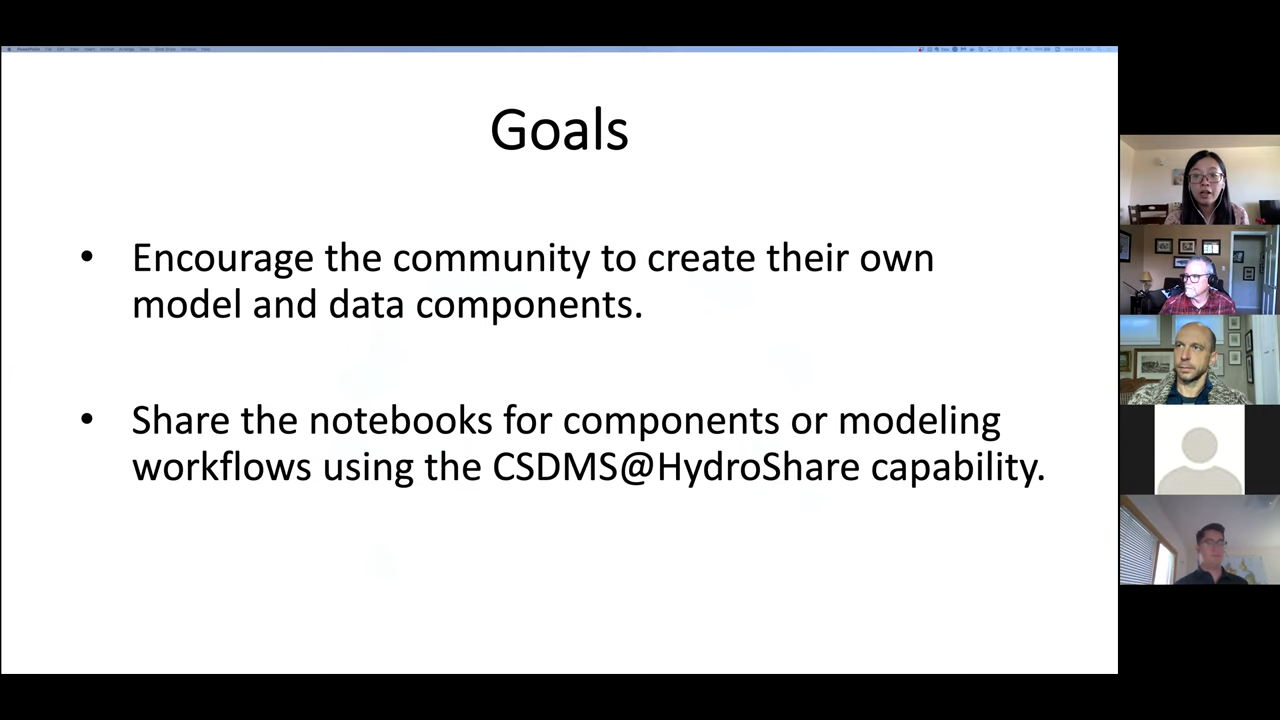 Goals
• Encourage the community to create their own
model and data components.
• Share the notebooks for components or modeling
workflows using the CSDMS@HydroShare capability.